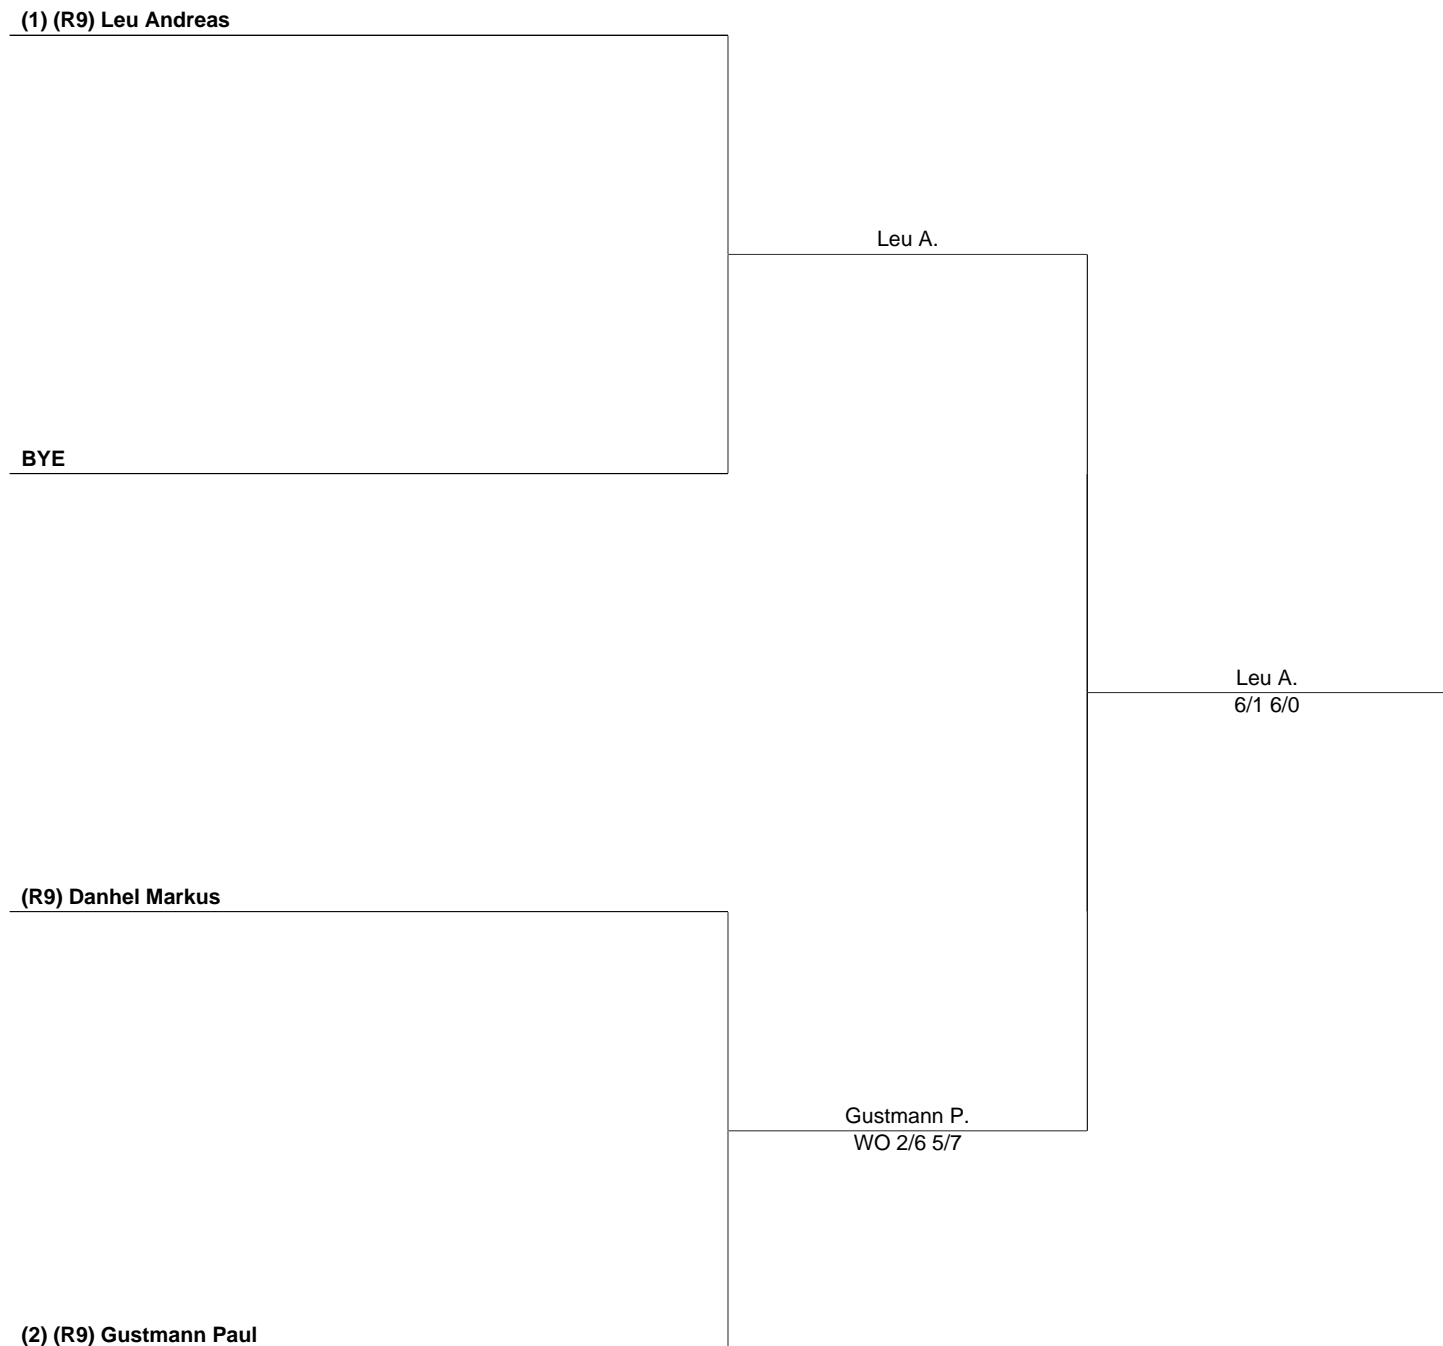 (1) (R9) Leu Andreas
Leu A.
BYE
Leu A.
6/1 6/0
(R9) Danhel Markus
Gustmann P.
WO 2/6 5/7
(2) (R9) Gustmann Paul